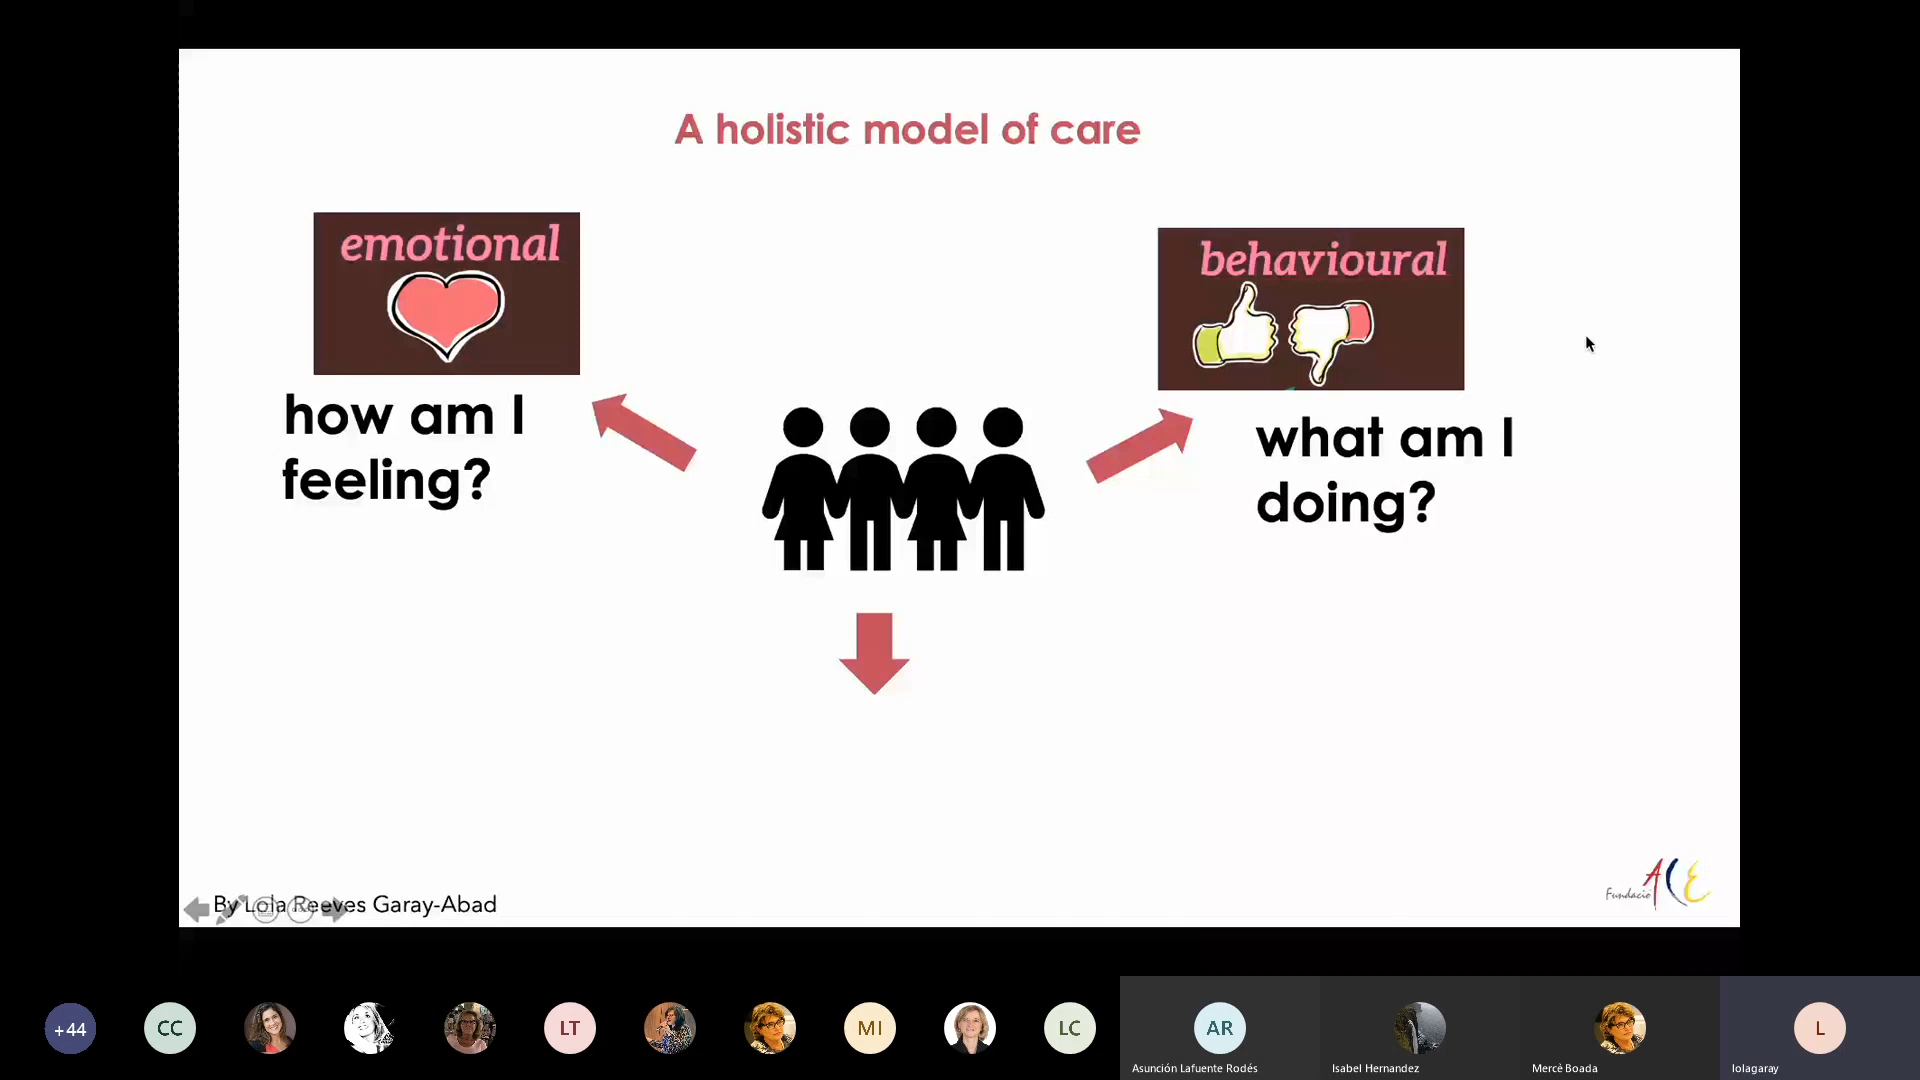 A holistic model of care
emotional
behavioural
how am I
feeling?
what am I
doing?
By Lola Reeves Garay-Abad
Fundació ACE
+44
CC
LT
MI
LC
AR
L
Asunción Lafuente Rodés
Isabel Hernandez
Mercè Boada
lolagaray